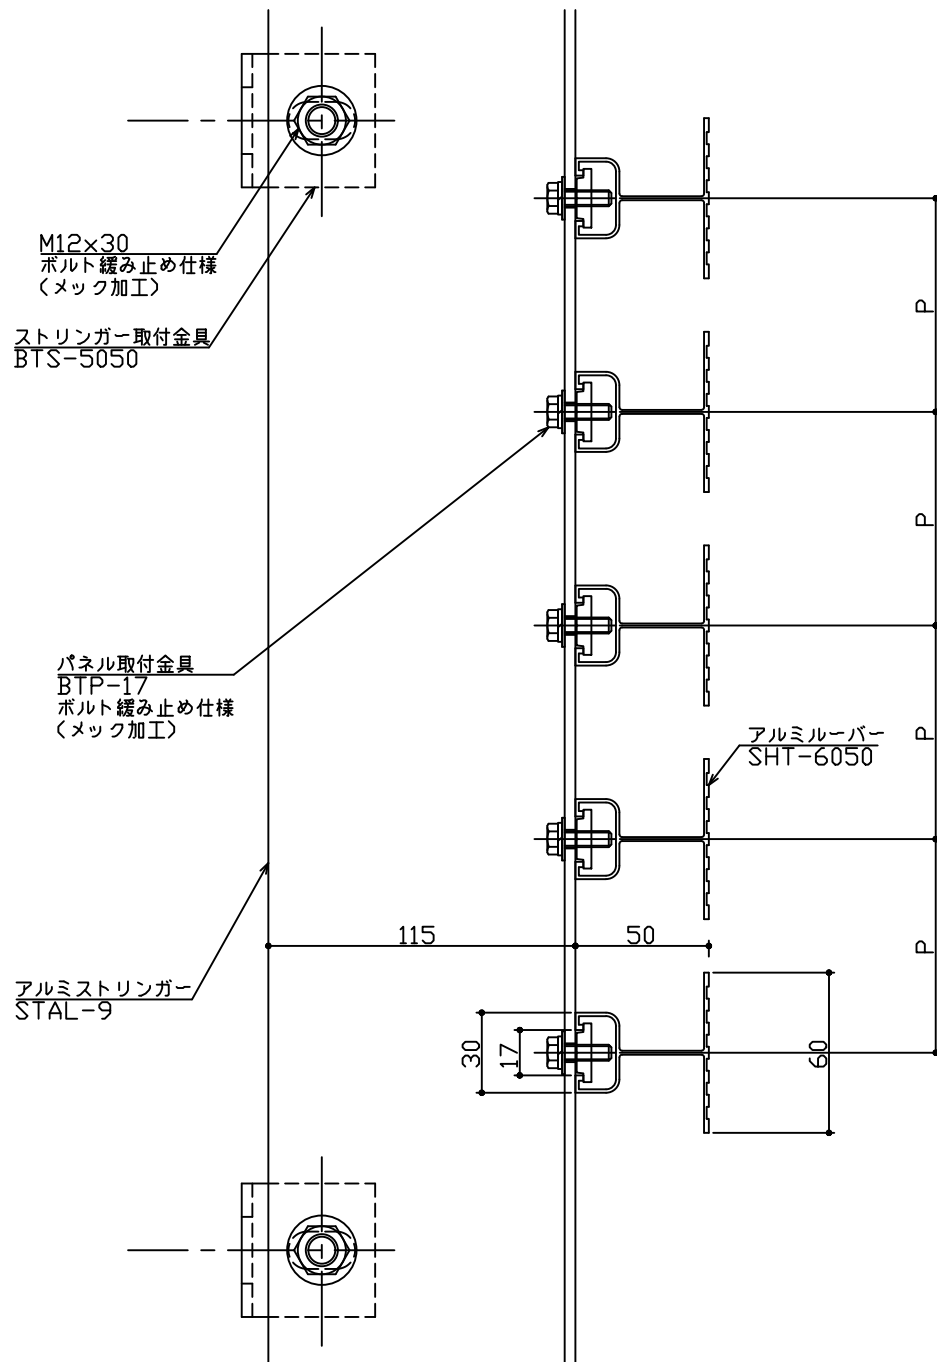 M12x30
ボルト緩み止め仕様
(メック加工)
ストリンガー取付金具
BTS-5050
P
P
パネル取付金具
BTP-17
ボルト緩み止め仕様
(メック加工)
P
アルミルーバー
SHT-6050
115
50
P
アルミストリンガー
STAL-9
30
17
60